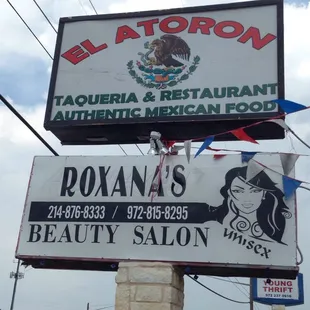 EL ATORON
TAQUERIA & RESTAURANT
AUTHENTIC MEXICAN FOOD
ROXANA'S
214-876-8333 / 972-815-8295
BEAUTY SALON
unisex
YOUNG
THRIFT